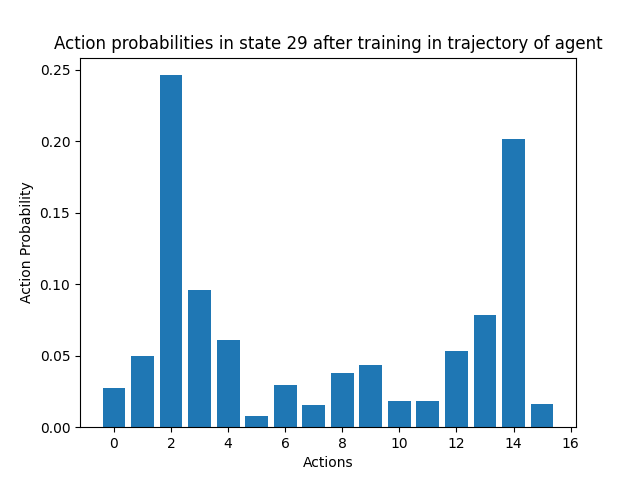 Action probabilities in state 29 after training in trajectory of agent
0.25
0.20
0.15
0.10
0.05
0.00
Action Probability
0 2 4 6 8 10 12 14 16
Actions